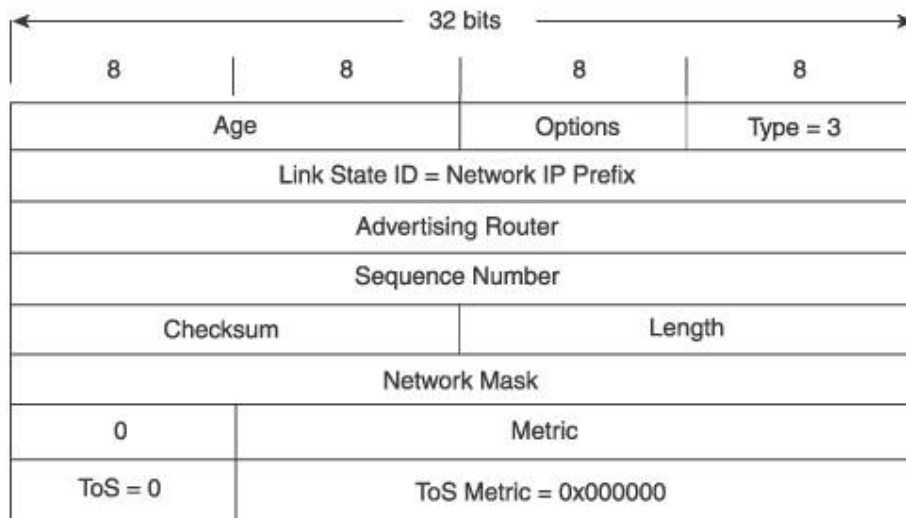 32 bits
8 8 8 8
Age Options Type = 3
Link State ID = Network IP Prefix
Advertising Router
Sequence Number
Checksum Length
Network Mask
0 Metric
ToS = 0 ToS Metric = 0x000000